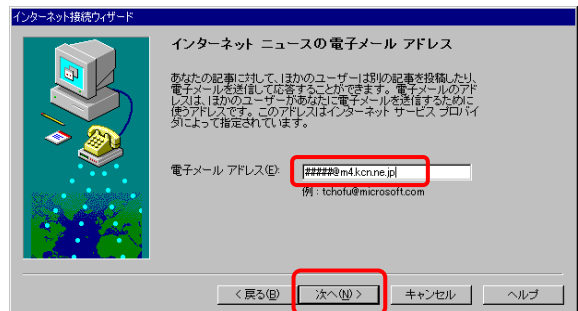 インターネット接続ウィザード
インターネット ニュースの電子メール アドレス
あなたの記事に対して、ほかのユーザーは別の記事を投稿したり、
電子メールを送信して応答することができます。電子メールのアド
レスは、ほかのユーザーがあなたに電子メールを送信するために
使うアドレスです。このアドレスはインターネット サービス プロバイ
ダによって指定されています。
電子メール アドレス(E): #####@m4.kcn.ne.jp
例 : tchofu@microsoft.com
< 戻る(B) 次へ(N) > キャンセル ヘルプ